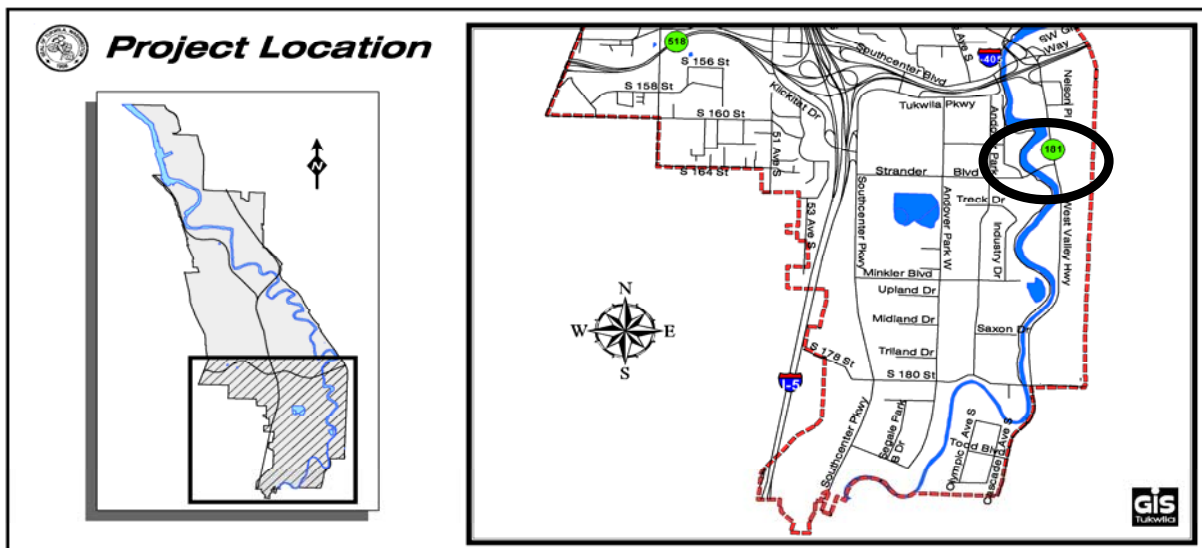 Project Location
N
518
S 156 St
S 158 St
S 160 St
S 164 St
Klickitat Dr
51 Ave S
53 Ave S
Southcenter Blvd
Ave S
I-405
SW Gr
Way
Nelson Pl
Tukwila Pkwy
Andover Park
181
Strander Blvd
Treck Dr
Southcenter Pkwy
Andover Park W
Industry Dr
West Valley Hwy
Minkler Blvd
Upland Dr
Midland Dr
Triland Dr
Saxon Dr
S 178 St
S 180 St
I-5
N
W
E
S
Southcenter Pkwy
Segale Park
B Dr
Olympic Ave S
Todd Blvd
Cascade Ave S
GIS
Tukwila